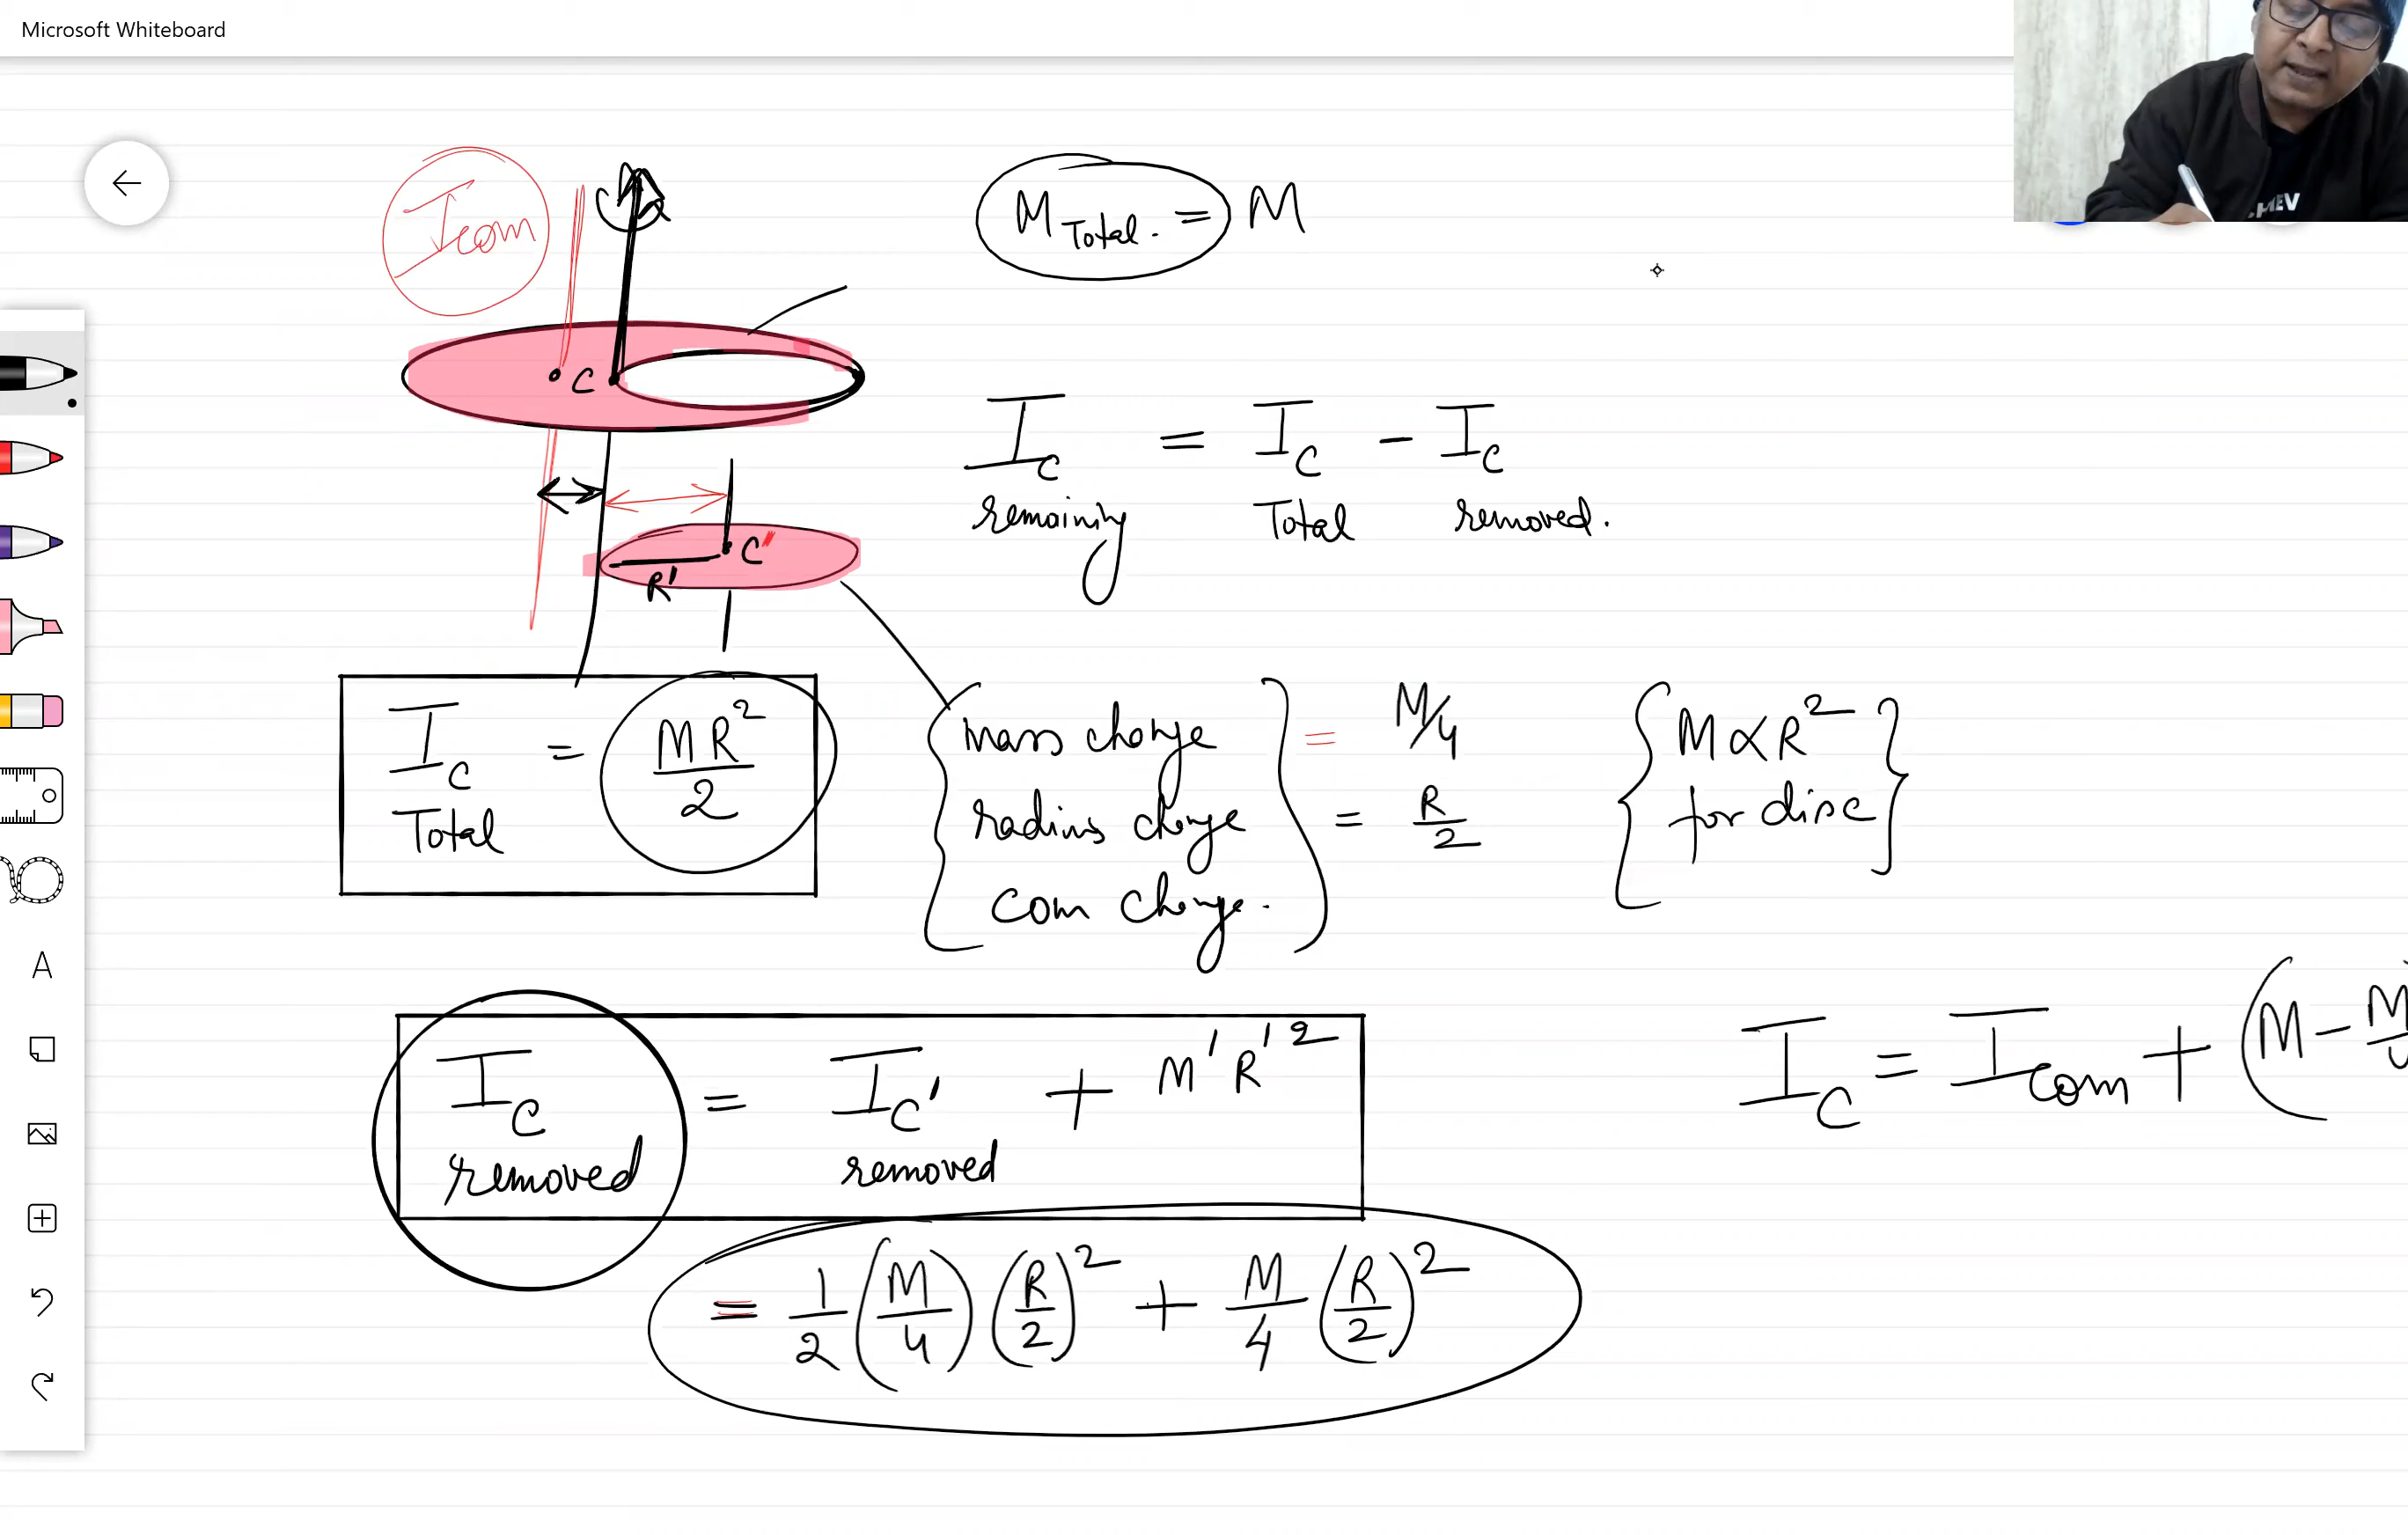 Microsoft Whiteboard
Icom
M Total. = M
C
I_C remaining = I_C Total - I_C removed.
C''
R'
I_C Total = MR²/2
mass change = M/4
radius change = R/2
com change.
M ∝ R²
for disc
I_C removed = I_C' removed + M'R'²
I_C = I_com + (M - M
= 1/2 (M/4) (R/2)² + M/4 (R/2)²
A